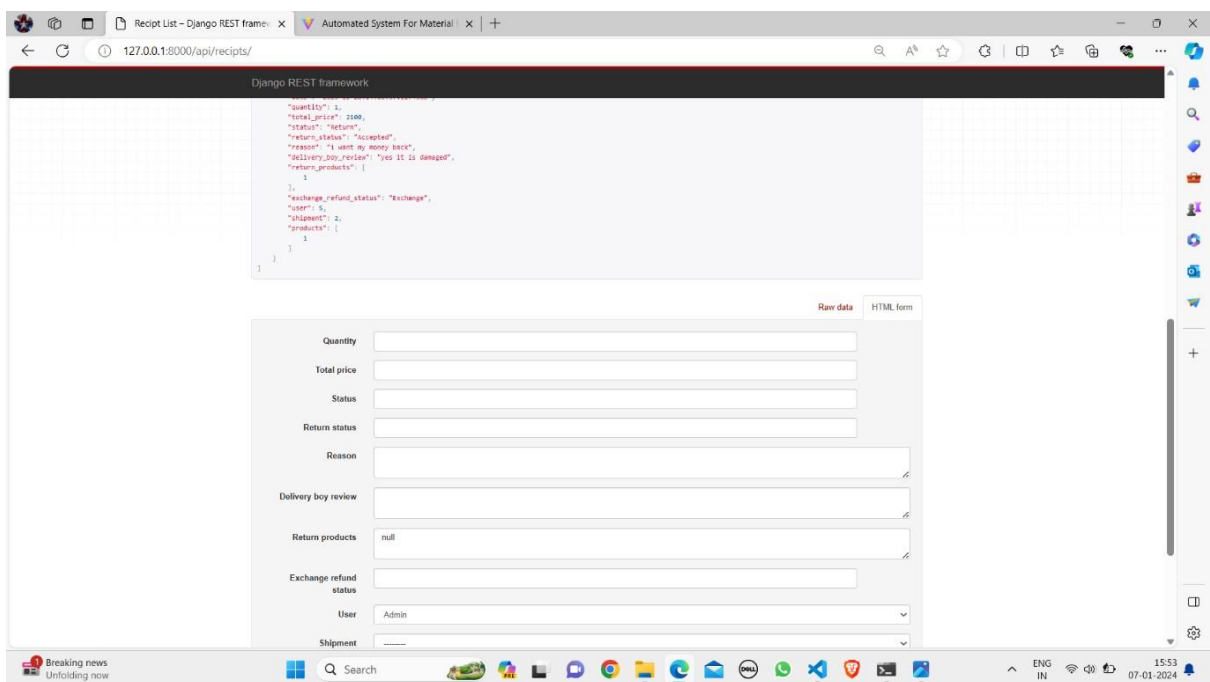 Recipt List – Django REST framew
Automated System For Material
127.0.0.1:8000/api/recipts/
Django REST framework
"quantity": 1,
"total_price": 2100,
"status": "Return",
"return_status": "Accepted",
"reason": "i want my money back",
"delivery_boy_review": "yes it is damaged",
"return_products": [
1
],
"exchange_refund_status": "Exchange",
"user": 5,
"shipment": 2,
"products": [
1
]
}
]
Raw data HTML form
Quantity
Total price
Status
Return status
Reason
Delivery boy review
Return products null
Exchange refund
status
User Admin
Shipment ---------
1 Breaking news
Unfolding now
Search
PRE
DELL
ENG
IN
15:53
07-01-2024